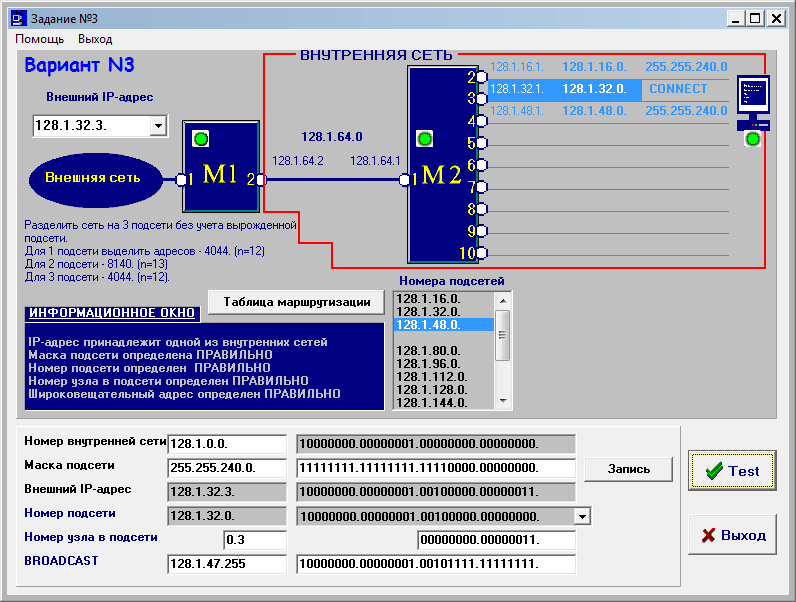 Задание №3
Помощь Выход
Вариант N3
ВНУТРЕННЯЯ СЕТЬ
Внешний IP-адрес
128.1.32.3.
Внешняя сеть
1 M1 2
128.1.64.0
128.1.64.2 128.1.64.1
1 M2
2 128.1.16.1. 128.1.16.0. 255.255.240.0
3 128.1.32.1. 128.1.32.0. CONNECT
4 128.1.48.1. 128.1.48.0. 255.255.240.0
5
6
7
8
9
10
Разделить сеть на 3 подсети без учета вырожденной
подсети.
Для 1 подсети выделить адресов - 4044. (n=12)
Для 2 подсети - 8140. (n=13)
Для 3 подсети - 4044. (n=12).
Таблица маршрутизации
ИНФОРМАЦИОННОЕ ОКНО
IP-адрес принадлежит одной из внутренних сетей
Маска подсети определена ПРАВИЛЬНО
Номер подсети определен ПРАВИЛЬНО
Номер узла в подсети определен ПРАВИЛЬНО
Широковещательный адрес определен ПРАВИЛЬНО
Номера подсетей
128.1.16.0.
128.1.32.0.
128.1.48.0.
128.1.80.0.
128.1.96.0.
128.1.112.0.
128.1.128.0.
128.1.144.0.
Номер внутренней сети 128.1.0.0. 10000000.00000001.00000000.00000000.
Маска подсети 255.255.240.0. 11111111.11111111.11110000.00000000.
Внешний IP-адрес 128.1.32.3. 10000000.00000001.00100000.00000011.
Номер подсети 128.1.32.0. 10000000.00000001.00100000.00000000.
Номер узла в подсети 0.3 00000000.00000011.
BROADCAST 128.1.47.255 10000000.00000001.00101111.11111111.
Запись
Test
Выход